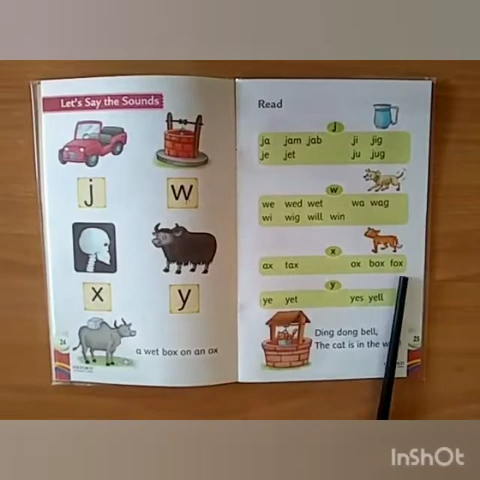 Let's Say the Sounds
j
w
x
y
a wet box on an ox
24
Read
j
ja jam jab ji jig
je jet ju jug
w
we wed wet wa wag
wi wig will win
x
ax tax ox box fox
y
ye yet yes yell
Ding dong bell,
The cat is in the
25
InShOt